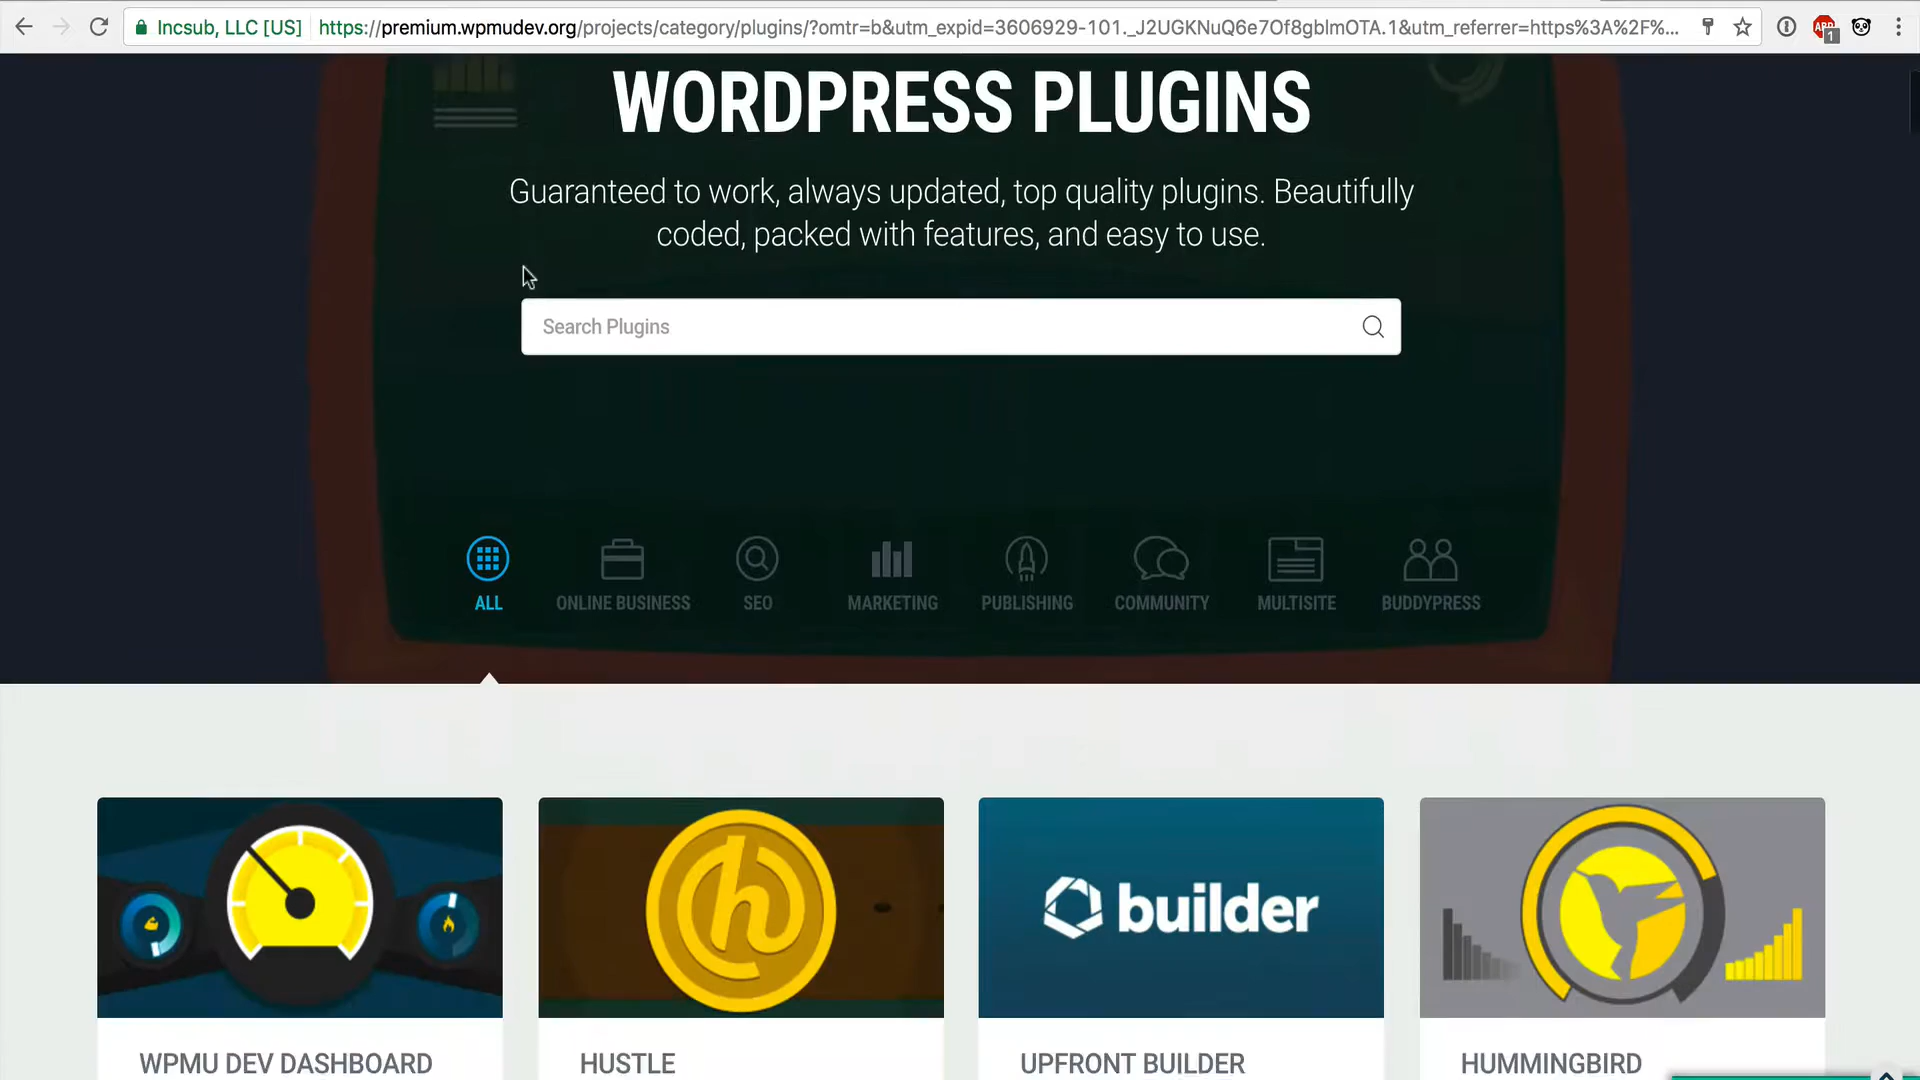 Incsub, LLC [US] https://premium.wpmudev.org/projects/category/plugins/?omtr=b&utm_expid=3606929-101._J2UGKNuQ6e7Of8gblmOTA.1&utm_referrer=https%3A%2F%...
ABP
1
WORDPRESS PLUGINS
Guaranteed to work, always updated, top quality plugins. Beautifully
coded, packed with features, and easy to use.
Search Plugins
ALL
ONLINE BUSINESS
SEO
MARKETING
PUBLISHING
COMMUNITY
MULTISITE
BUDDYPRESS
h
builder
WPMU DEV DASHBOARD
HUSTLE
UPFRONT BUILDER
HUMMINGBIRD